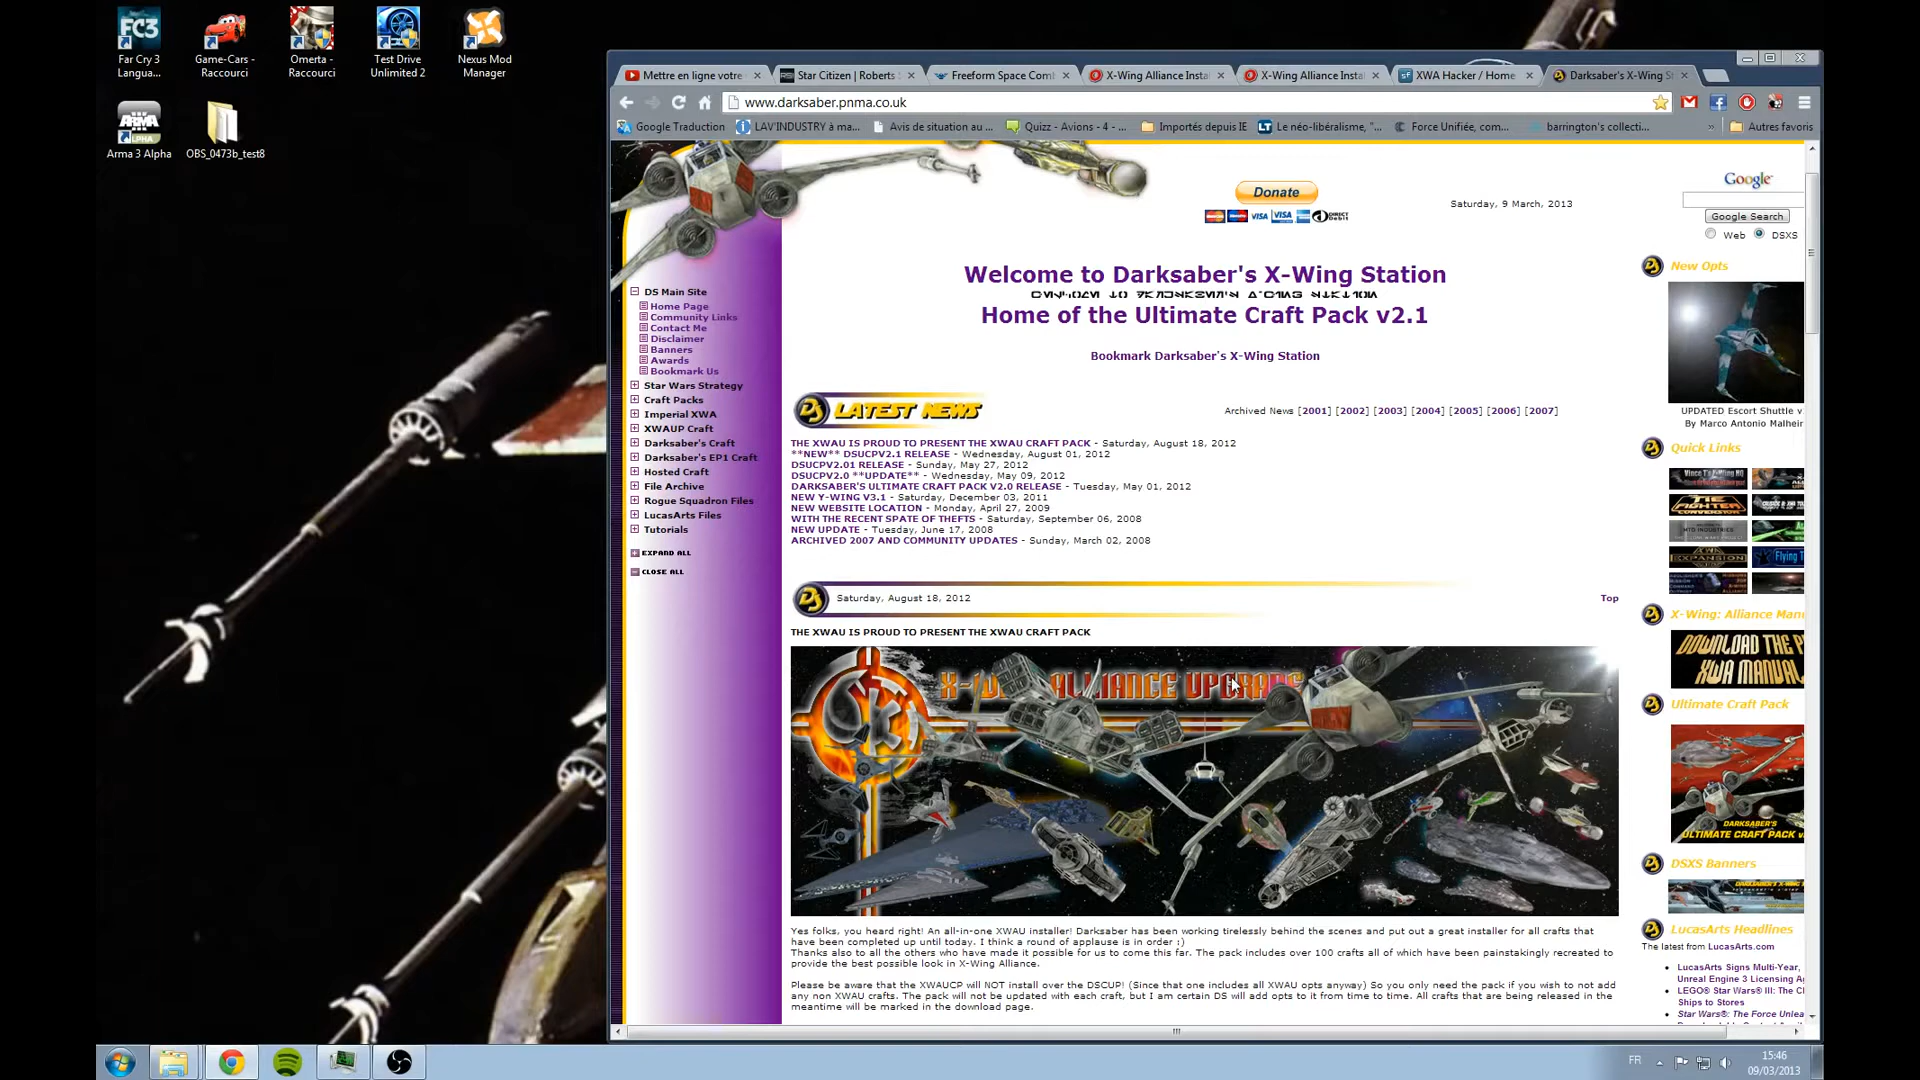 Far Cry 3 Langua...
Game-Cars - Raccourci
Omerta - Raccourci
Test Drive Unlimited 2
Nexus Mod Manager
Arma 3 Alpha
OBS_0473b_test8
FC3
ARMA
ALPHA
Mettre en ligne votre
Star Citizen | Roberts
Freeform Space Com
X-Wing Alliance Insta
X-Wing Alliance Insta
XWA Hacker / Home
Darksaber's X-Wing St
www.darksaber.pnma.co.uk
Google Traduction
LAV'INDUSTRY à ma...
Avis de situation au ...
Quizz - Avions - 4 - ...
Importés depuis IE
Le néo-libéralisme, "...
Force Unifiée, com...
barrington's collecti...
Autres favoris
DS Main Site
Home Page
Community Links
Contact Me
Disclaimer
Banners
Awards
Bookmark Us
Star Wars Strategy
Craft Packs
Imperial XWA
XWAUP Craft
Darksaber's Craft
Darksaber's EP1 Craft
Hosted Craft
File Archive
Rogue Squadron Files
LucasArts Files
Tutorials
EXPAND ALL
CLOSE ALL
Donate
VISA VISA DIRECT Debit
Saturday, 9 March, 2013
Welcome to Darksaber's X-Wing Station
Home of the Ultimate Craft Pack v2.1
Bookmark Darksaber's X-Wing Station
LATEST NEWS
Archived News [2001] [2002] [2003] [2004] [2005] [2006] [2007]
THE XWAU IS PROUD TO PRESENT THE XWAU CRAFT PACK - Saturday, August 18, 2012
**NEW** DSUCPV2.1 RELEASE - Wednesday, August 01, 2012
DSUCPV2.01 RELEASE - Sunday, May 27, 2012
DSUCPV2.0 **UPDATE** - Wednesday, May 09, 2012
DARKSABER'S ULTIMATE CRAFT PACK V2.0 RELEASE - Tuesday, May 01, 2012
NEW Y-WING V3.1 - Saturday, December 03, 2011
NEW WEBSITE LOCATION - Monday, April 27, 2009
WITH THE RECENT SPATE OF THEFTS - Saturday, September 06, 2008
NEW UPDATE - Tuesday, June 17, 2008
ARCHIVED 2007 AND COMMUNITY UPDATES - Sunday, March 02, 2008
Saturday, August 18, 2012
Top
THE XWAU IS PROUD TO PRESENT THE XWAU CRAFT PACK
ALLIANCE UPGRADE
Yes folks, you heard right! An all-in-one XWAU installer! Darksaber has been working tirelessly behind the scenes and put out a great installer for all crafts that
have been completed up until today. I think a round of applause is in order :)
Thanks also to all the others who have made it possible for us to come this far. The pack includes over 100 crafts all of which have been painstakingly recreated to
provide the best possible look in X-Wing Alliance.
Please be aware that the XWAUCP will NOT install over the DSCUP! (Since that one includes all XWAU opts anyway) So you only need the pack if you wish to not add
any non XWAU crafts. The pack will not be updated with each craft, but I am certain DS will add opts to it from time to time. All crafts that are being released in the
meantime will be marked in the download page.
Google
Google Search
Web DSXS
New Opts
UPDATED Escort Shuttle v
By Marco Antonio Malheir
Quick Links
X-Wing: Alliance Man
DOWNLOAD THE P
XWA MANUAL
Ultimate Craft Pack
DARKSABER'S
ULTIMATE CRAFT PACK
DSXS Banners
LucasArts Headlines
The latest from LucasArts.com
LucasArts Signs Multi-Year,
Unreal Engine 3 Licensing A
LEGO® Star Wars® III: The C
Ships to Stores
Star Wars®: The Force Unlea
FR
15:46
09/03/2013